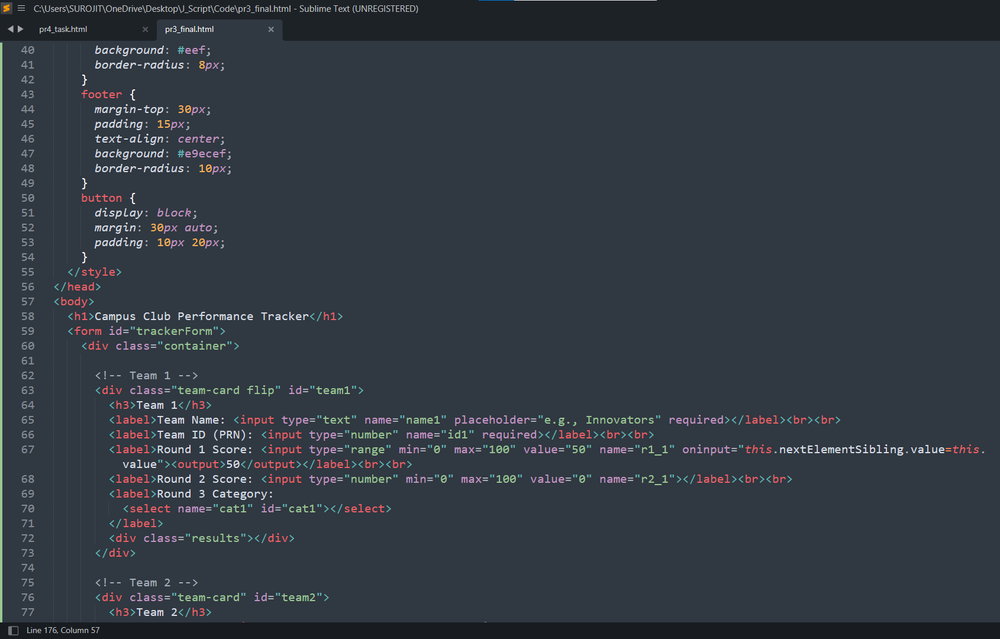 C:\Users\SUROJIT\OneDrive\Desktop\J_Script\Code\pr3_final.html - Sublime Text (UNREGISTERED)
pr4_task.html
pr3_final.html
40 background: #eef;
41 border-radius: 8px;
42 }
43 footer {
44 margin-top: 30px;
45 padding: 15px;
46 text-align: center;
47 background: #e9ecef;
48 border-radius: 10px;
49 }
50 button {
51 display: block;
52 margin: 30px auto;
53 padding: 10px 20px;
54 }
55 </style>
56 </head>
57 <body>
58 <h1>Campus Club Performance Tracker</h1>
59 <form id="trackerForm">
60 <div class="container">
61
62 <!-- Team 1 -->
63 <div class="team-card flip" id="team1">
64 <h3>Team 1</h3>
65 <label>Team Name: <input type="text" name="name1" placeholder="e.g., Innovators" required></label><br><br>
66 <label>Team ID (PRN): <input type="number" name="id1" required></label><br><br>
67 <label>Round 1 Score: <input type="range" min="0" max="100" value="50" name="r1_1" oninput="this.nextElementSibling.value=this.
value"><output>50</output></label><br><br>
68 <label>Round 2 Score: <input type="number" min="0" max="100" value="0" name="r2_1"></label><br><br>
69 <label>Round 3 Category:
70 <select name="cat1" id="cat1"></select>
71 </label>
72 <div class="results"></div>
73 </div>
74
75 <!-- Team 2 -->
76 <div class="team-card" id="team2">
77 <h3>Team 2</h3>
Line 176, Column 57